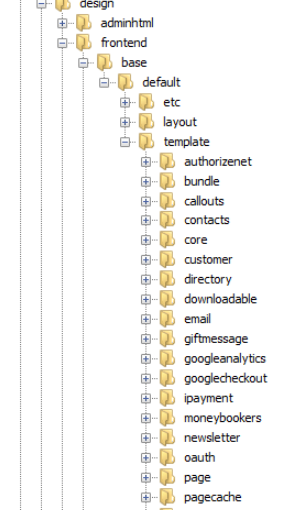 design
adminhtml
frontend
base
default
etc
layout
template
authorizenet
bundle
callouts
contacts
core
customer
directory
downloadable
email
giftmessage
googleanalytics
googlecheckout
ipayment
moneybookers
newsletter
oauth
page
pagecache